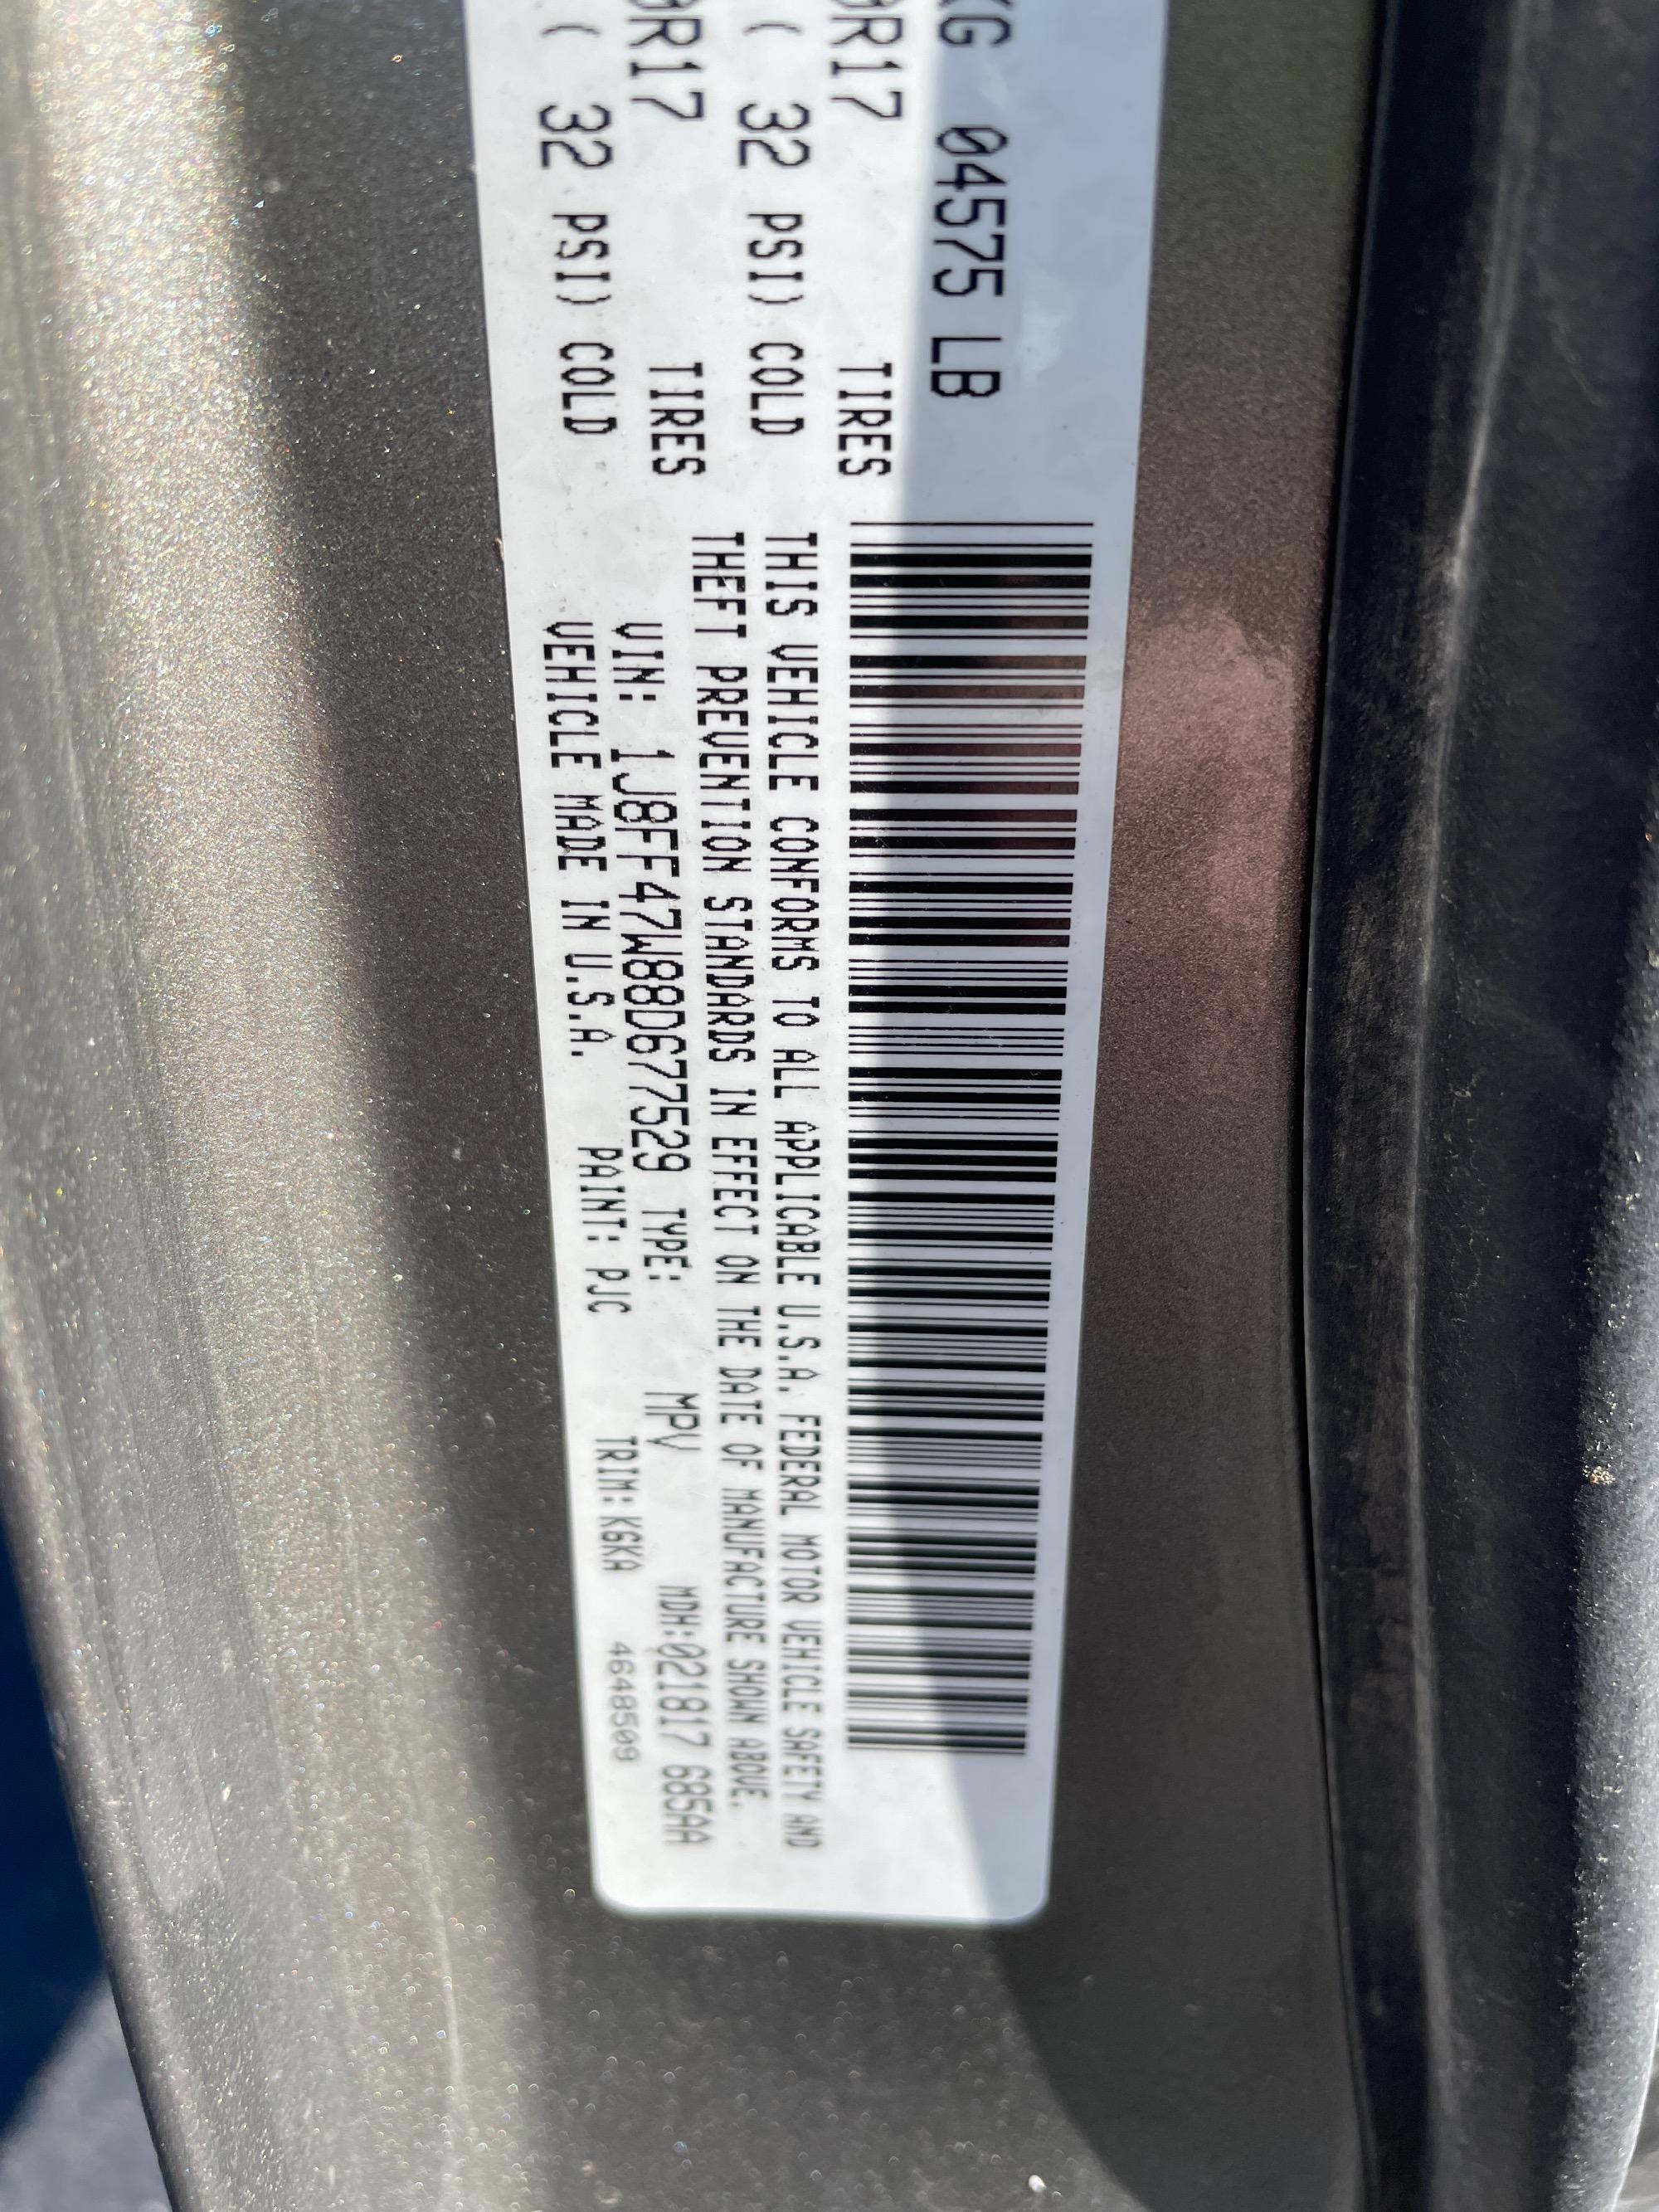 KG 04575 LB
R17 TIRES
( 32 PSI) COLD
R17 TIRES
( 32 PSI) COLD
THIS VEHICLE CONFORMS TO ALL APPLICABLE U.S.A. FEDERAL MOTOR VEHICLE SAFETY AND
THEFT PREVENTION STANDARDS IN EFFECT ON THE DATE OF MANUFACTURE SHOWN ABOVE.
VIN: 1J8FF47W88D677529 TYPE: MPV MDH:021817 685AA
VEHICLE MADE IN U.S.A. PAINT: PJC TRIM: K6KA 4648509